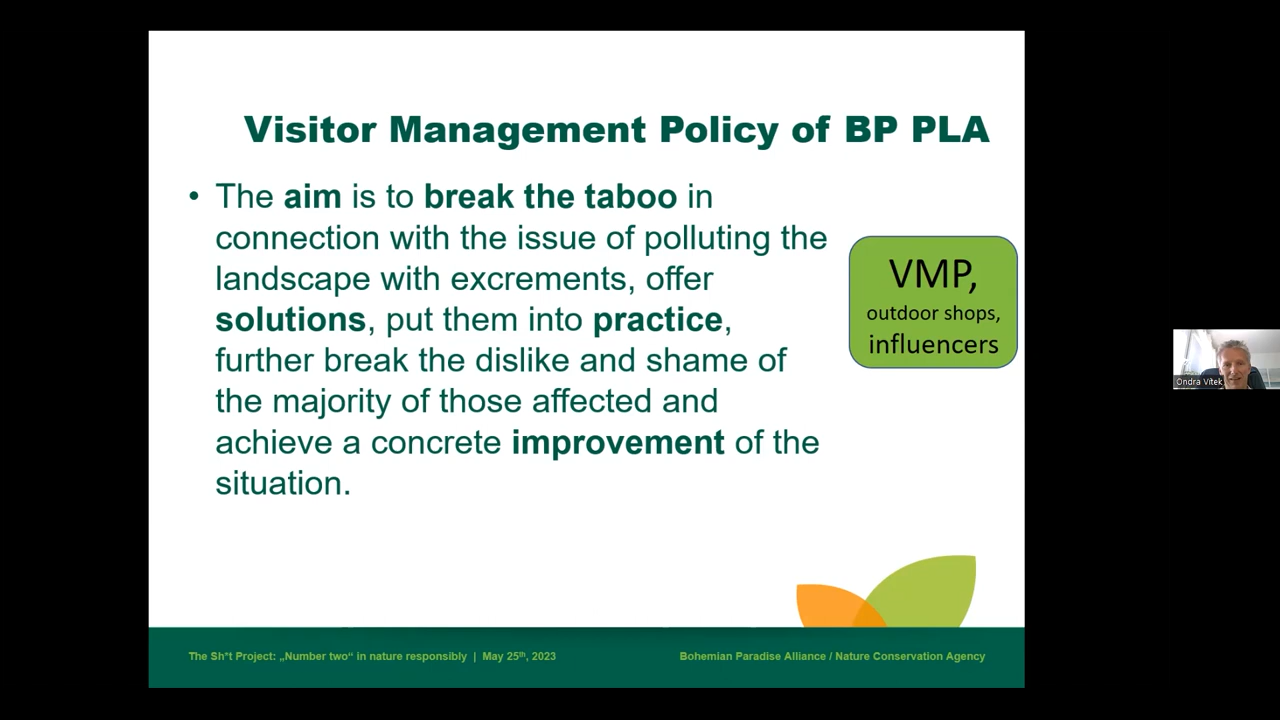 Visitor Management Policy of BP PLA
• The aim is to break the taboo in
connection with the issue of polluting the
landscape with excrements, offer
solutions, put them into practice,
further break the dislike and shame of
the majority of those affected and
achieve a concrete improvement of the
situation.
VMP,
outdoor shops,
influencers
Ondra Vítek
The Sh*t Project: „Number two“ in nature responsibly | May 25th, 2023
Bohemian Paradise Alliance / Nature Conservation Agency